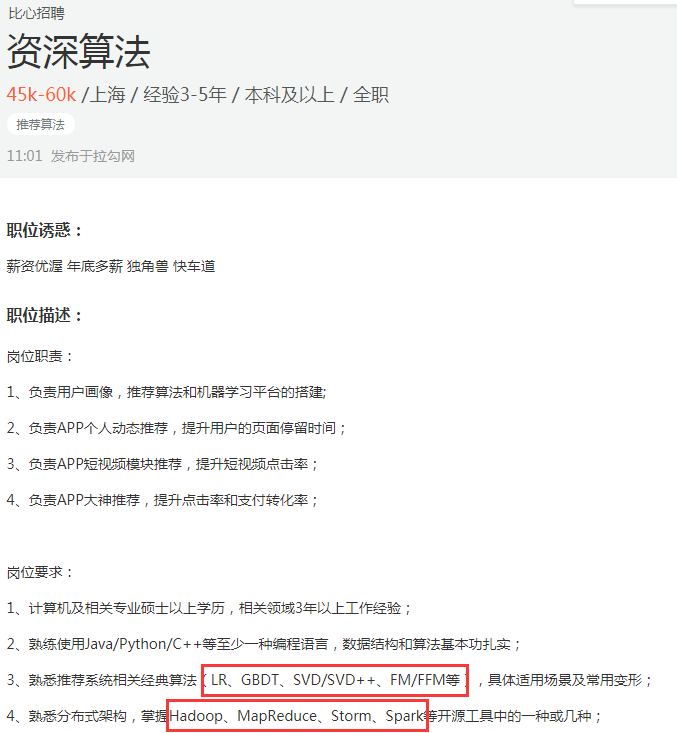 比心招聘
资深算法
45k-60k /上海 / 经验3-5年 / 本科及以上 / 全职
推荐算法
11:01 发布于拉勾网
职位诱惑：
薪资优渥 年底多薪 独角兽 快车道
职位描述：
岗位职责：
1、负责用户画像，推荐算法和机器学习平台的搭建;
2、负责APP个人动态推荐，提升用户的页面停留时间；
3、负责APP短视频模块推荐，提升短视频点击率；
4、负责APP大神推荐，提升点击率和支付转化率；
岗位要求：
1、计算机及相关专业硕士以上学历，相关领域3年以上工作经验；
2、熟练使用Java/Python/C++等至少一种编程语言，数据结构和算法基本功扎实；
3、熟悉推荐系统相关经典算法（LR、GBDT、SVD/SVD++、FM/FFM等），具体适用场景及常用变形；
4、熟悉分布式架构，掌握Hadoop、MapReduce、Storm、Spark等开源工具中的一种或几种；